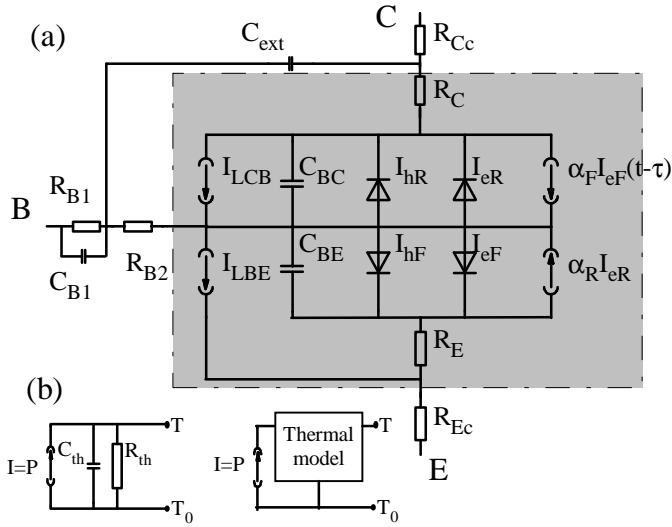 (a)
C
R_Cc
C_ext
R_C
I_LCB
C_BC
I_hR
I_eR
α_F I_eF(t-τ)
R_B1
B
R_B2
C_B1
I_LBE
C_BE
I_hF
I_eF
α_R I_eR
R_E
R_Ec
E
(b)
I=P
C_th
R_th
T
T_0
I=P
Thermal
model
T
T_0